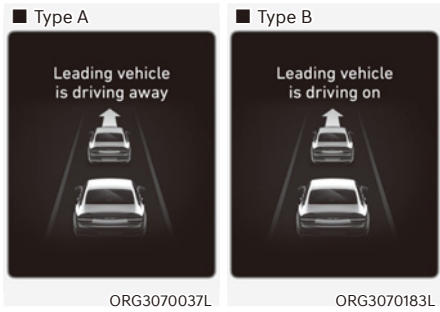 ■ Type A
Leading vehicle
is driving away
ORG3070037L
■ Type B
Leading vehicle
is driving on
ORG3070183L